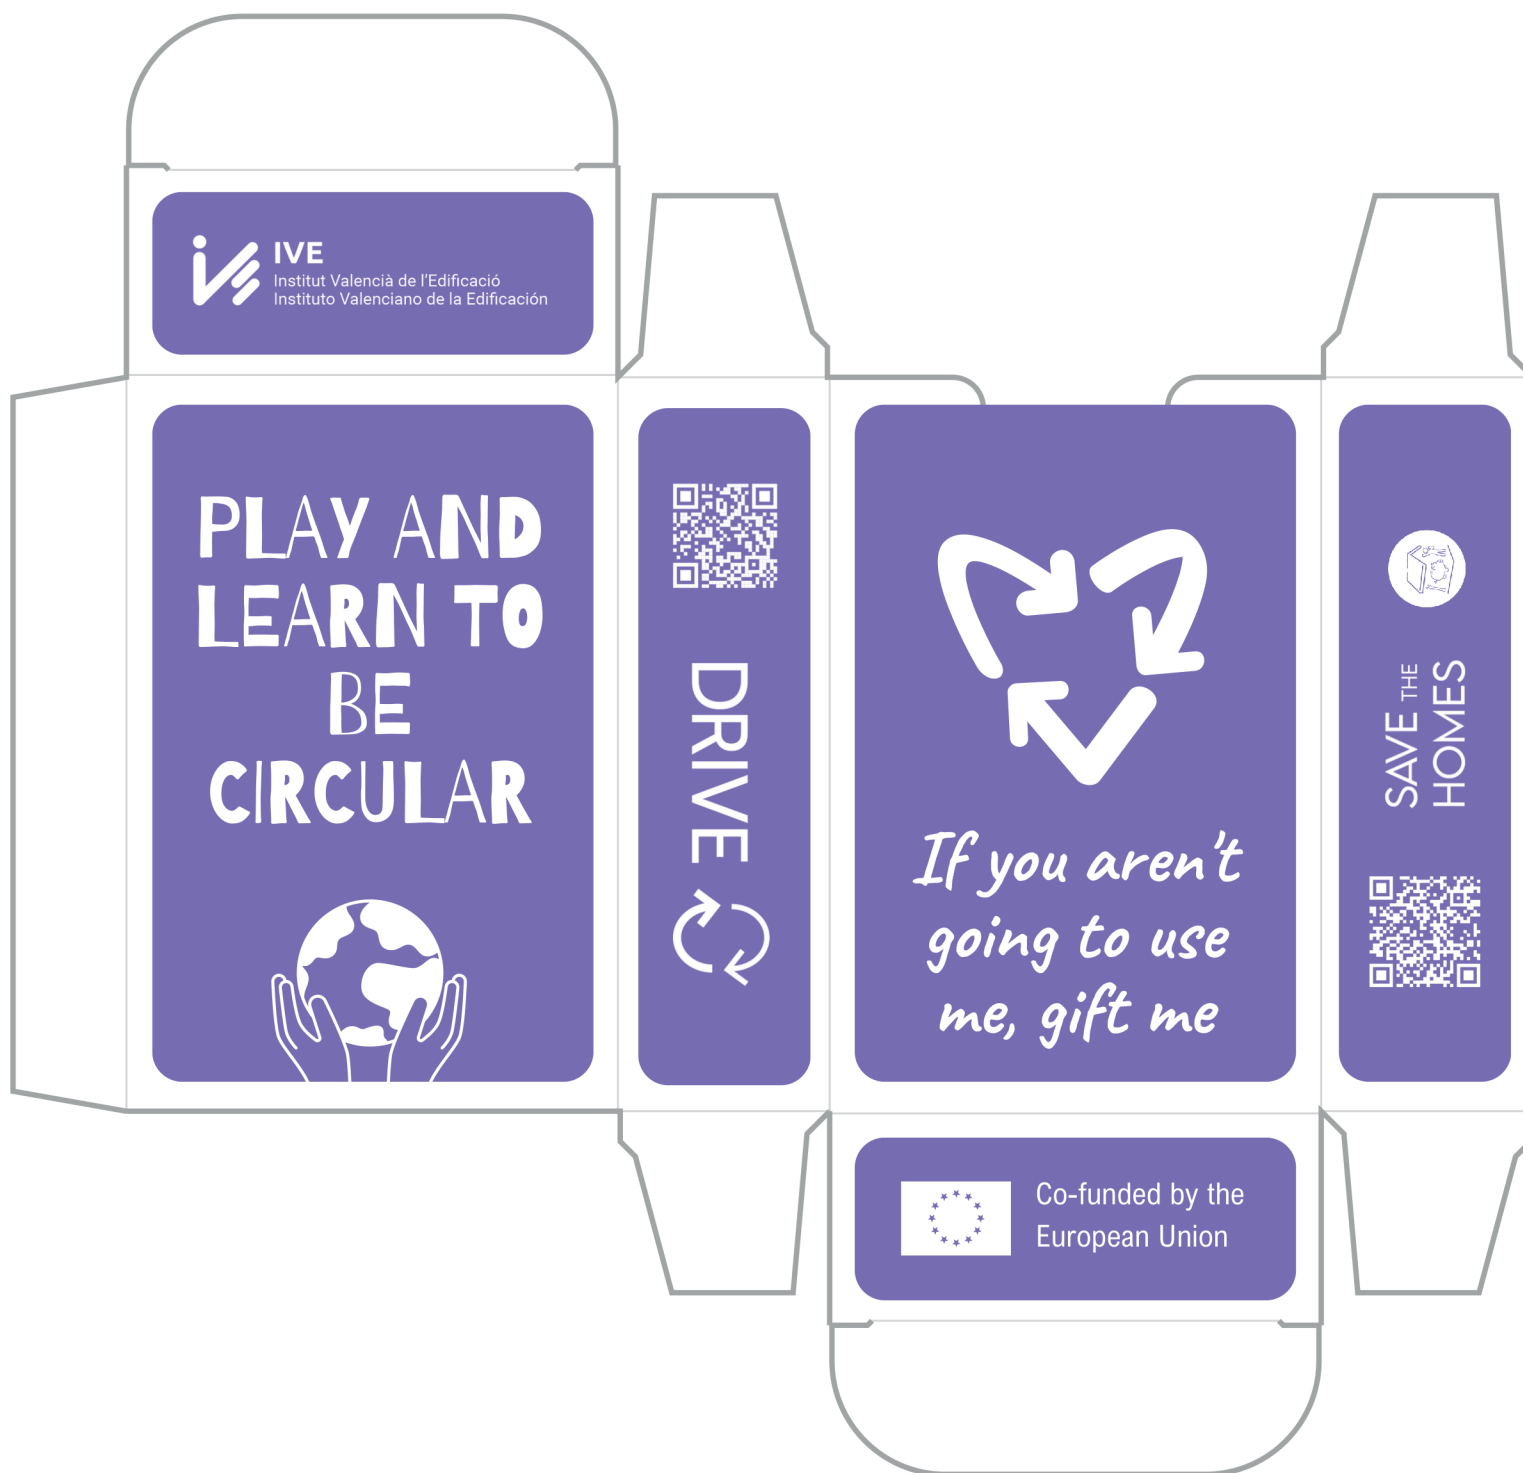 IVE
Institut Valencià de l'Edificació
Instituto Valenciano de la Edificación
PLAY AND
LEARN TO
BE
CIRCULAR
DRIVE
If you aren't
going to use
me, gift me
SAVE THE
HOMES
Co-funded by the
European Union